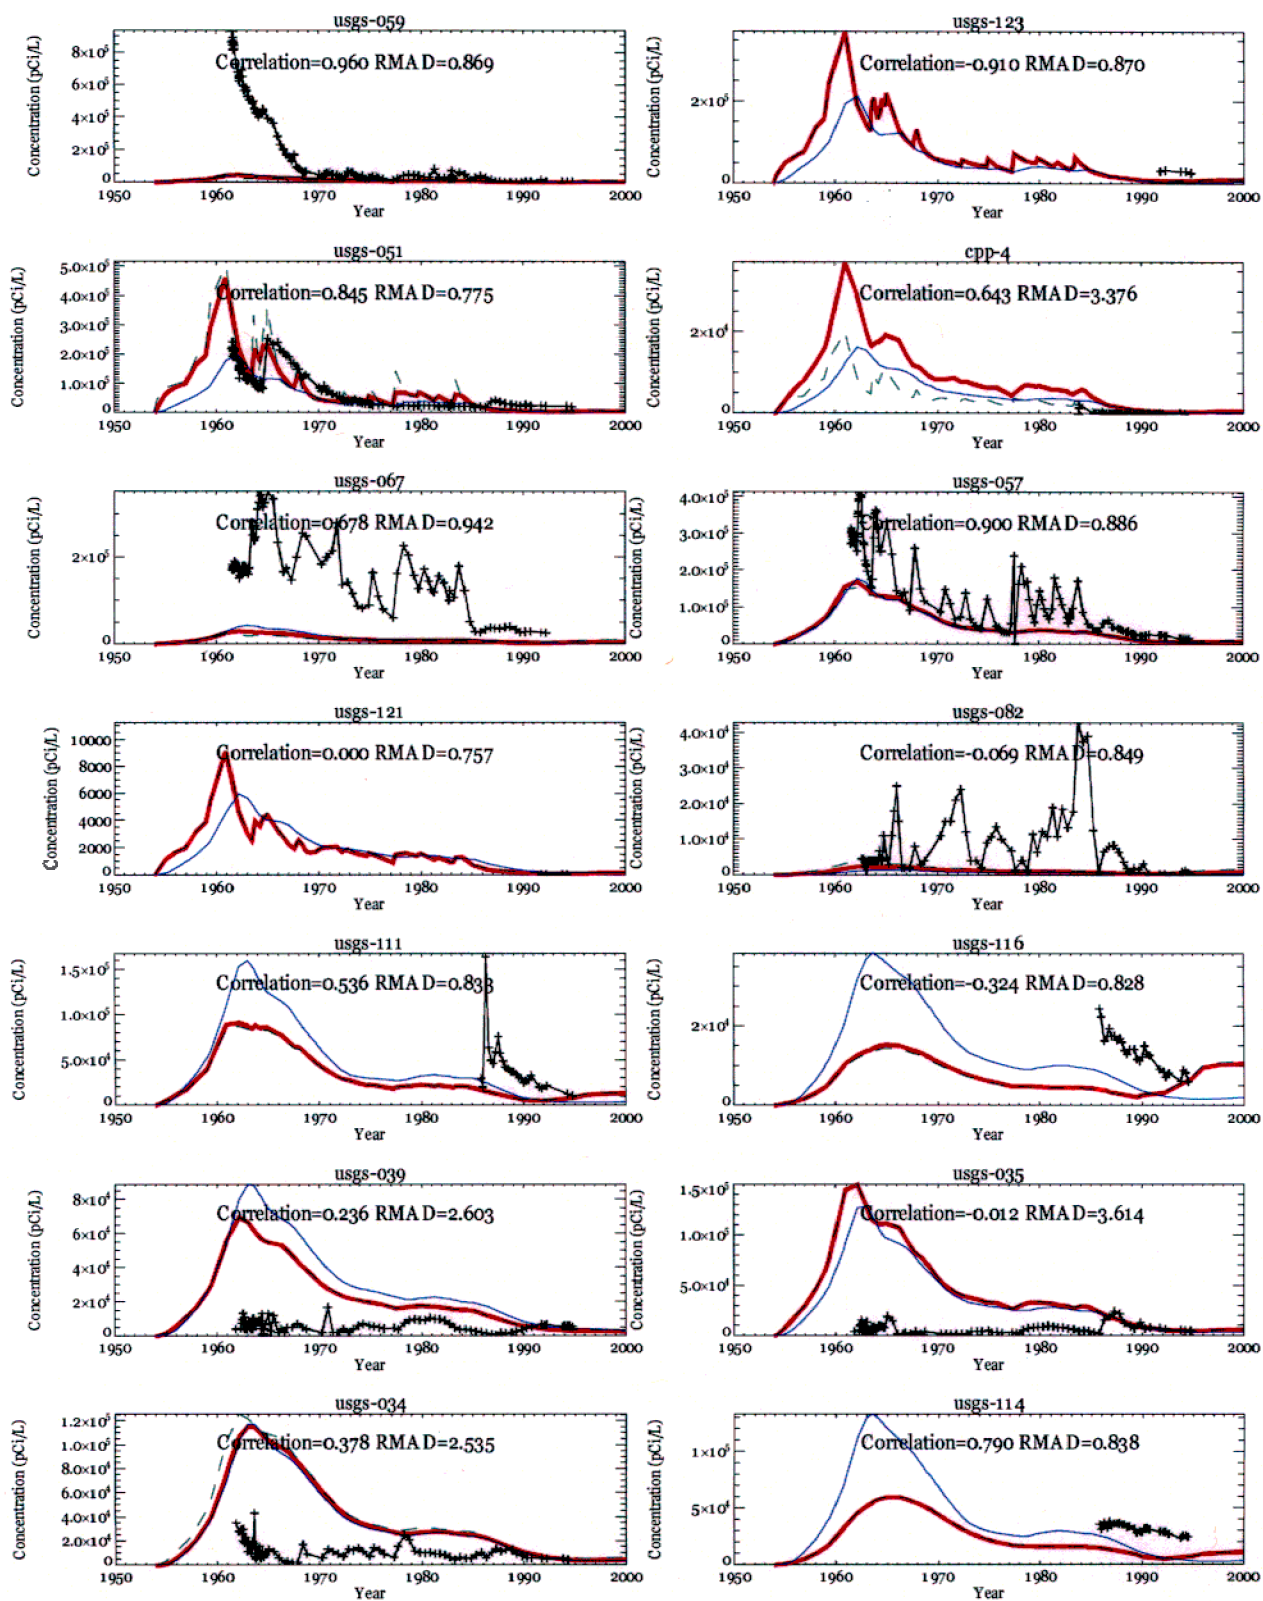 usgs-059
Concentration (pCi/L)
8×10⁵
6×10⁵
4×10⁵
2×10⁵
0
Correlation=0.960 RMAD=0.869
1950 1960 1970 1980 1990 2000
Year
usgs-123
Concentration (pCi/L)
2×10⁵
0
Correlation=-0.910 RMAD=0.870
1950 1960 1970 1980 1990 2000
Year
usgs-051
Concentration (pCi/L)
5.0×10⁵
4.0×10⁵
3.0×10⁵
2.0×10⁵
1.0×10⁵
0
Correlation=0.845 RMAD=0.775
1950 1960 1970 1980 1990 2000
Year
cpp-4
Concentration (pCi/L)
2×10⁴
0
Correlation=0.643 RMAD=3.376
1950 1960 1970 1980 1990 2000
Year
usgs-067
Concentration (pCi/L)
2×10⁵
0
Correlation=0.678 RMAD=0.942
1950 1960 1970 1980 1990 2000
Year
usgs-057
Concentration (pCi/L)
4.0×10⁵
3.0×10⁵
2.0×10⁵
1.0×10⁵
0
Correlation=0.900 RMAD=0.886
1950 1960 1970 1980 1990 2000
Year
usgs-121
Concentration (pCi/L)
10000
8000
6000
4000
2000
0
Correlation=0.000 RMAD=0.757
1950 1960 1970 1980 1990 2000
Year
usgs-082
Concentration (pCi/L)
4.0×10⁴
3.0×10⁴
2.0×10⁴
1.0×10⁴
0
Correlation=-0.069 RMAD=0.849
1950 1960 1970 1980 1990 2000
Year
usgs-111
Concentration (pCi/L)
1.5×10⁵
1.0×10⁵
5.0×10⁴
0
Correlation=0.536 RMAD=0.833
1950 1960 1970 1980 1990 2000
Year
usgs-116
Concentration (pCi/L)
2×10⁴
0
Correlation=-0.324 RMAD=0.828
1950 1960 1970 1980 1990 2000
Year
usgs-039
Concentration (pCi/L)
8×10⁴
6×10⁴
4×10⁴
2×10⁴
0
Correlation=0.236 RMAD=2.603
1950 1960 1970 1980 1990 2000
Year
usgs-035
Concentration (pCi/L)
1.5×10⁵
1.0×10⁵
5.0×10⁴
0
Correlation=-0.012 RMAD=3.614
1950 1960 1970 1980 1990 2000
Year
usgs-034
Concentration (pCi/L)
1.2×10⁵
1.0×10⁵
8.0×10⁴
6.0×10⁴
4.0×10⁴
2.0×10⁴
0
Correlation=0.378 RMAD=2.535
1950 1960 1970 1980 1990 2000
Year
usgs-114
Concentration (pCi/L)
1×10⁵
5×10⁴
0
Correlation=0.790 RMAD=0.838
1950 1960 1970 1980 1990 2000
Year